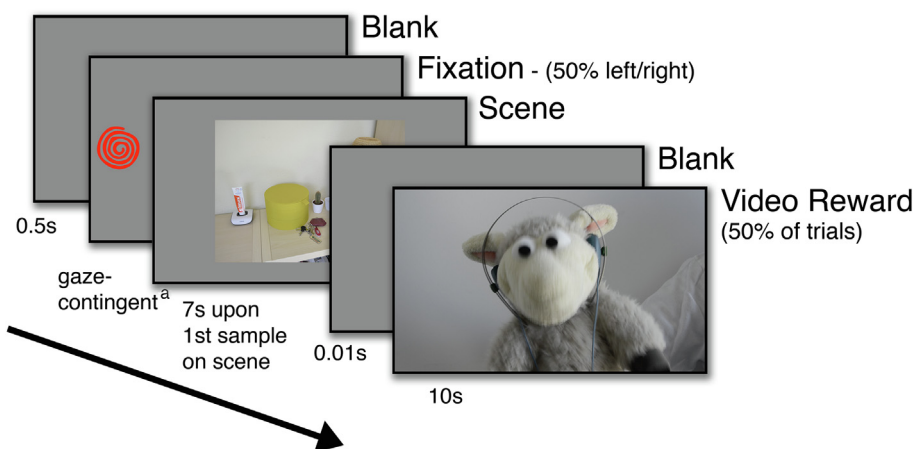 Blank
Fixation - (50% left/right)
Scene
Blank
Video Reward
(50% of trials)
0.5s
gaze-
contingentᵃ
7s upon
1st sample
on scene
0.01s
10s